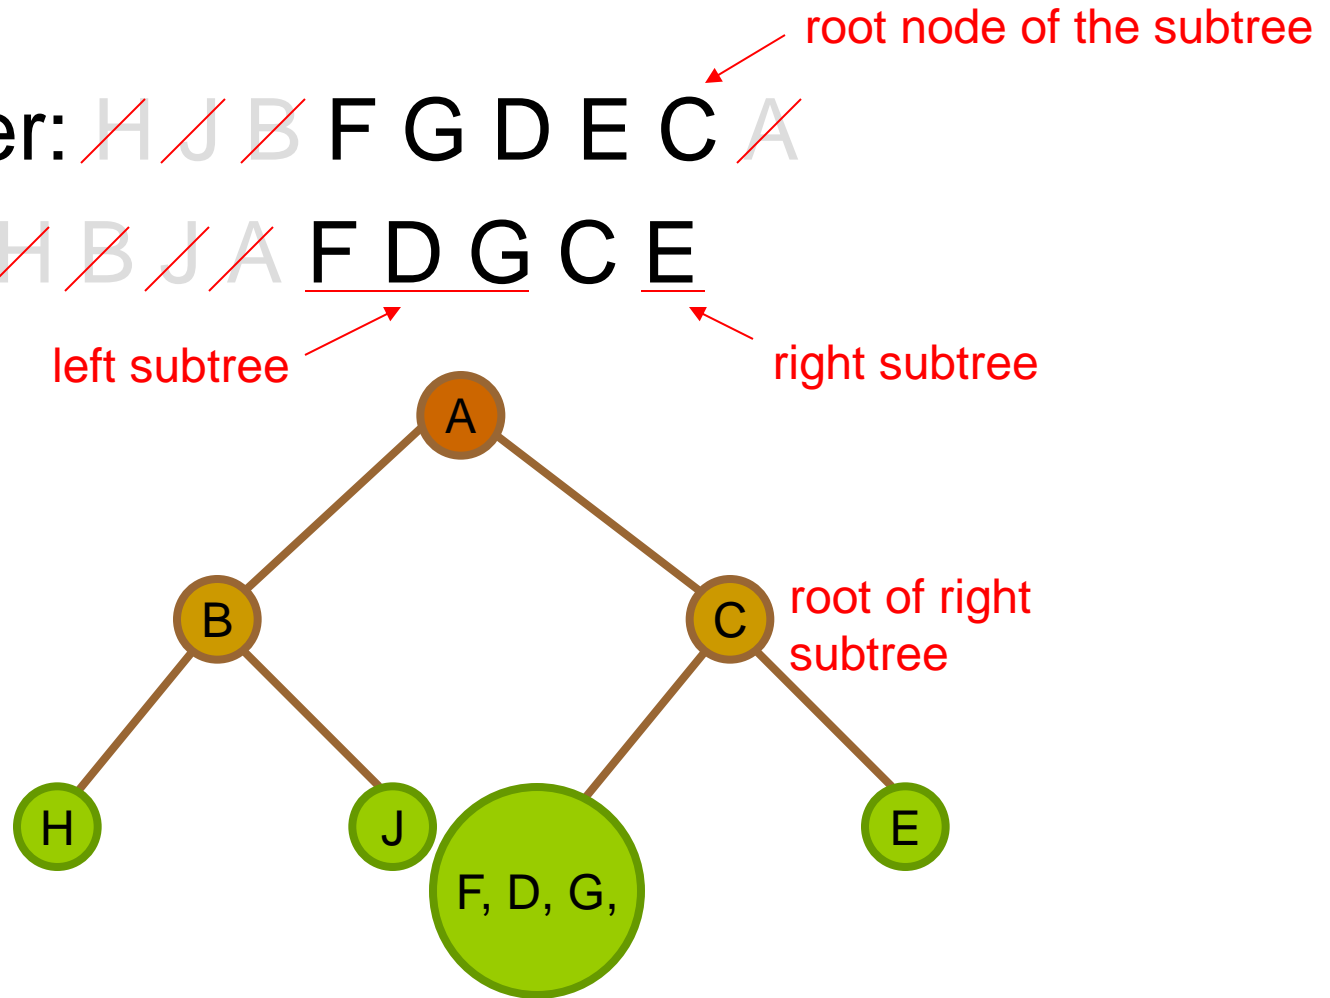 root node of the subtree
er: H J B F G D E C A
H B J A F D G C E
left subtree
right subtree
A
B
C
root of right
subtree
H
J
F, D, G,
E